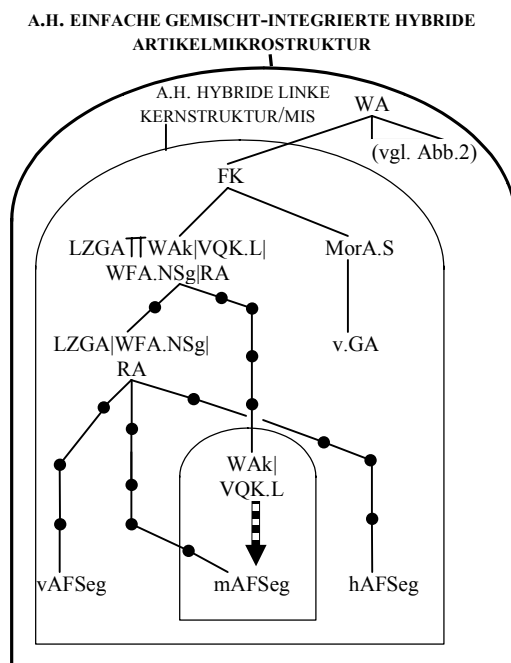 A.H. EINFACHE GEMISCHT-INTEGRIERTE HYBRIDE
ARTIKELMIKROSTRUKTUR
A.H. HYBRIDE LINKE
KERNSTRUKTUR/MIS
WA
(vgl. Abb.2)
FK
LZGA╥WAk|VQK.L|
WFA.NSg|RA
MorA.S
LZGA|WFA.NSg|
RA
v.GA
WAk|
VQK.L
vAFSeg
mAFSeg
hAFSeg